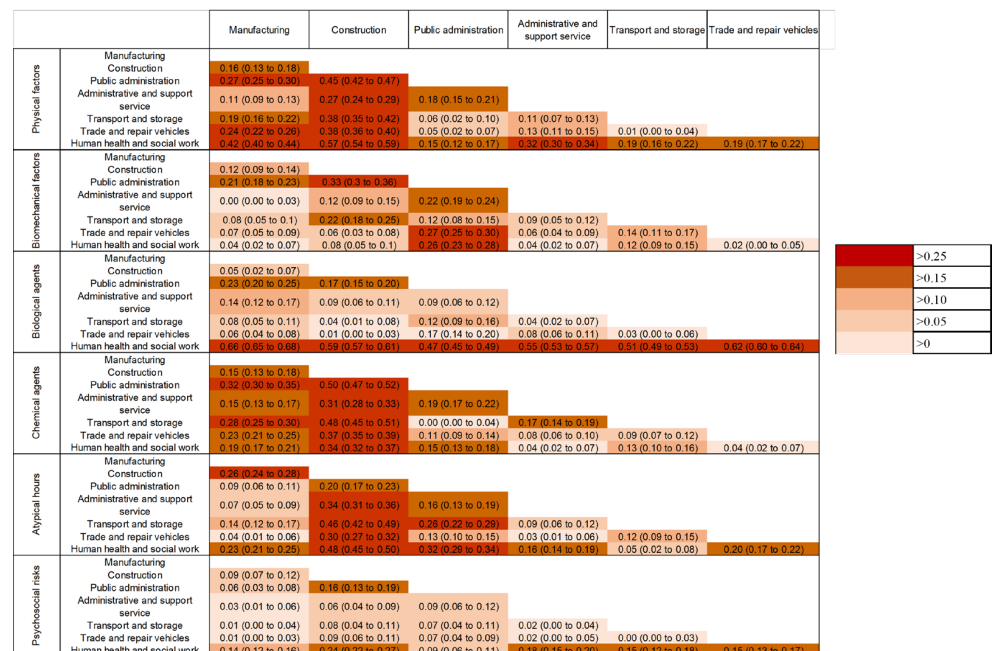 Manufacturing Construction Public administration Administrative and support service Transport and storage Trade and repair vehicles
Physical factors
Manufacturing
Construction 0.16 (0.13 to 0.18)
Public administration 0.27 (0.25 to 0.30) 0.45 (0.42 to 0.47)
Administrative and support service 0.11 (0.09 to 0.13) 0.27 (0.24 to 0.29) 0.18 (0.15 to 0.21)
Transport and storage 0.19 (0.16 to 0.22) 0.38 (0.35 to 0.42) 0.06 (0.02 to 0.10) 0.11 (0.07 to 0.13)
Trade and repair vehicles 0.24 (0.22 to 0.26) 0.38 (0.36 to 0.40) 0.05 (0.02 to 0.07) 0.13 (0.11 to 0.15) 0.01 (0.00 to 0.04)
Human health and social work 0.42 (0.40 to 0.44) 0.57 (0.54 to 0.59) 0.15 (0.12 to 0.17) 0.32 (0.30 to 0.34) 0.19 (0.16 to 0.22) 0.19 (0.17 to 0.22)
Biomechanical factors
Manufacturing
Construction 0.12 (0.09 to 0.14)
Public administration 0.21 (0.18 to 0.23) 0.33 (0.3 to 0.36)
Administrative and support service 0.00 (0.00 to 0.03) 0.12 (0.09 to 0.15) 0.22 (0.19 to 0.24)
Transport and storage 0.08 (0.05 to 0.1) 0.22 (0.18 to 0.25) 0.12 (0.08 to 0.15) 0.09 (0.05 to 0.12)
Trade and repair vehicles 0.07 (0.05 to 0.09) 0.06 (0.03 to 0.08) 0.27 (0.25 to 0.30) 0.06 (0.04 to 0.09) 0.14 (0.11 to 0.17)
Human health and social work 0.04 (0.02 to 0.07) 0.08 (0.05 to 0.1) 0.26 (0.23 to 0.28) 0.04 (0.02 to 0.07) 0.12 (0.09 to 0.15) 0.02 (0.00 to 0.05)
Biological agents
Manufacturing
Construction 0.05 (0.02 to 0.07)
Public administration 0.23 (0.20 to 0.25) 0.17 (0.15 to 0.20)
Administrative and support service 0.14 (0.12 to 0.17) 0.09 (0.06 to 0.11) 0.09 (0.06 to 0.12)
Transport and storage 0.08 (0.05 to 0.11) 0.04 (0.01 to 0.08) 0.12 (0.09 to 0.16) 0.04 (0.02 to 0.07)
Trade and repair vehicles 0.06 (0.04 to 0.08) 0.01 (0.00 to 0.03) 0.17 (0.14 to 0.20) 0.08 (0.06 to 0.11) 0.03 (0.00 to 0.06)
Human health and social work 0.66 (0.65 to 0.68) 0.59 (0.57 to 0.61) 0.47 (0.45 to 0.49) 0.55 (0.53 to 0.57) 0.51 (0.49 to 0.53) 0.62 (0.60 to 0.64)
Chemical agents
Manufacturing
Construction 0.15 (0.13 to 0.18)
Public administration 0.32 (0.30 to 0.35) 0.50 (0.47 to 0.52)
Administrative and support service 0.15 (0.13 to 0.17) 0.31 (0.28 to 0.33) 0.19 (0.17 to 0.22)
Transport and storage 0.28 (0.25 to 0.30) 0.48 (0.45 to 0.51) 0.00 (0.00 to 0.04) 0.17 (0.14 to 0.19)
Trade and repair vehicles 0.23 (0.21 to 0.25) 0.37 (0.35 to 0.39) 0.11 (0.09 to 0.14) 0.08 (0.06 to 0.10) 0.09 (0.07 to 0.12)
Human health and social work 0.19 (0.17 to 0.21) 0.34 (0.32 to 0.37) 0.15 (0.13 to 0.18) 0.04 (0.02 to 0.07) 0.13 (0.10 to 0.16) 0.04 (0.02 to 0.07)
Atypical hours
Manufacturing
Construction 0.26 (0.24 to 0.28)
Public administration 0.09 (0.06 to 0.11) 0.20 (0.17 to 0.23)
Administrative and support service 0.07 (0.05 to 0.09) 0.34 (0.31 to 0.36) 0.16 (0.13 to 0.19)
Transport and storage 0.14 (0.12 to 0.17) 0.46 (0.42 to 0.49) 0.26 (0.22 to 0.29) 0.09 (0.06 to 0.12)
Trade and repair vehicles 0.04 (0.01 to 0.06) 0.30 (0.27 to 0.32) 0.13 (0.10 to 0.15) 0.03 (0.01 to 0.06) 0.12 (0.09 to 0.15)
Human health and social work 0.23 (0.21 to 0.25) 0.48 (0.45 to 0.50) 0.32 (0.29 to 0.34) 0.16 (0.14 to 0.19) 0.05 (0.02 to 0.08) 0.20 (0.17 to 0.22)
Psychosocial risks
Manufacturing
Construction 0.09 (0.07 to 0.12)
Public administration 0.06 (0.03 to 0.08) 0.16 (0.13 to 0.19)
Administrative and support service 0.03 (0.01 to 0.06) 0.06 (0.04 to 0.09) 0.09 (0.06 to 0.12)
Transport and storage 0.01 (0.00 to 0.04) 0.08 (0.04 to 0.11) 0.07 (0.04 to 0.11) 0.02 (0.00 to 0.04)
Trade and repair vehicles 0.01 (0.00 to 0.03) 0.09 (0.06 to 0.11) 0.07 (0.04 to 0.09) 0.02 (0.00 to 0.05) 0.00 (0.00 to 0.03)
Human health and social work
>0.25
>0.15
>0.10
>0.05
>0